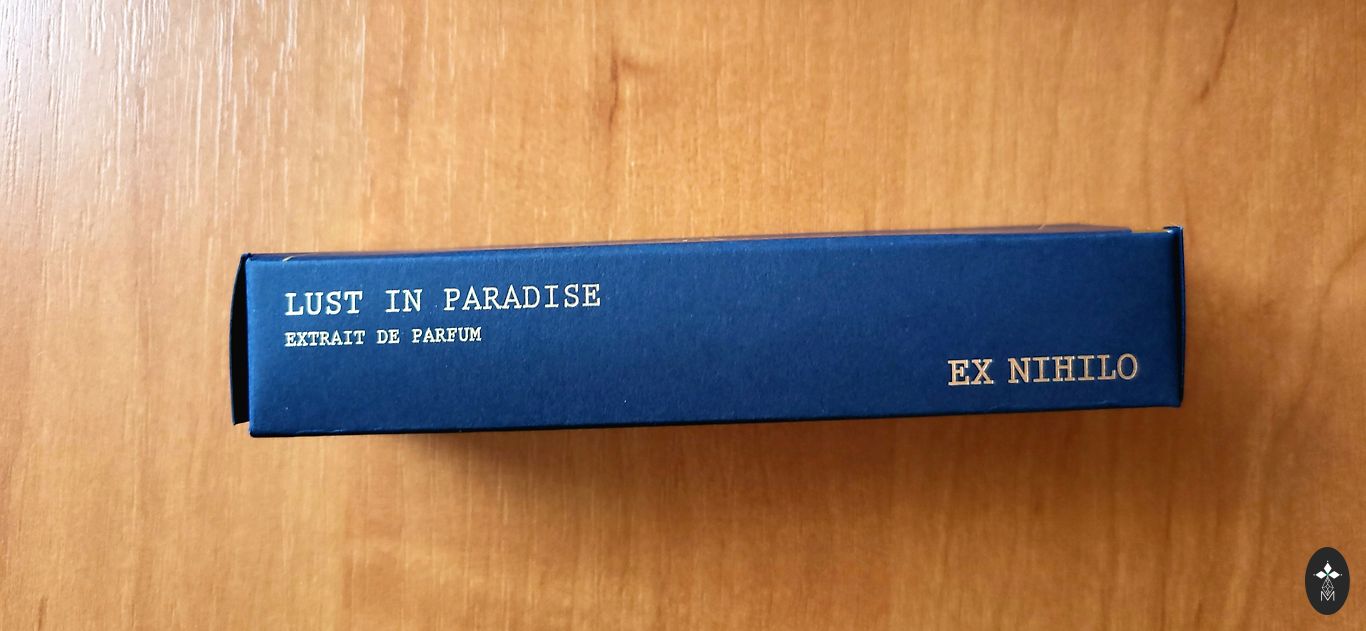 LUST IN PARADISE
EXTRAIT DE PARFUM
EX NIHILO
M